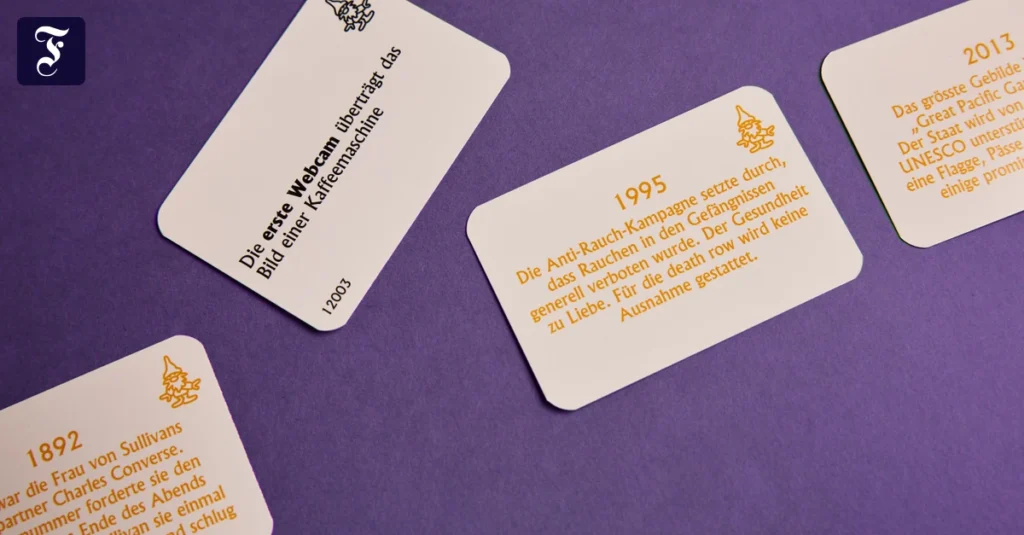 F
Die erste Webcam überträgt das
Bild einer Kaffeemaschine
12003
1995
Die Anti-Rauch-Kampagne setzte durch,
dass Rauchen in den Gefängnissen
generell verboten wurde. Der Gesundheit
zu Liebe. Für die death row wird keine
Ausnahme gestattet.
2013
Das grösste Gebilde
„Great Pacific Ga
Der Staat wird von
UNESCO unterstü
eine Flagge, Pässe
einige promi
1892
war die Frau von Sullivans
partner Charles Converse.
nummer forderte sie den
Ende des Abends
llivan sie einmal
nd schlug